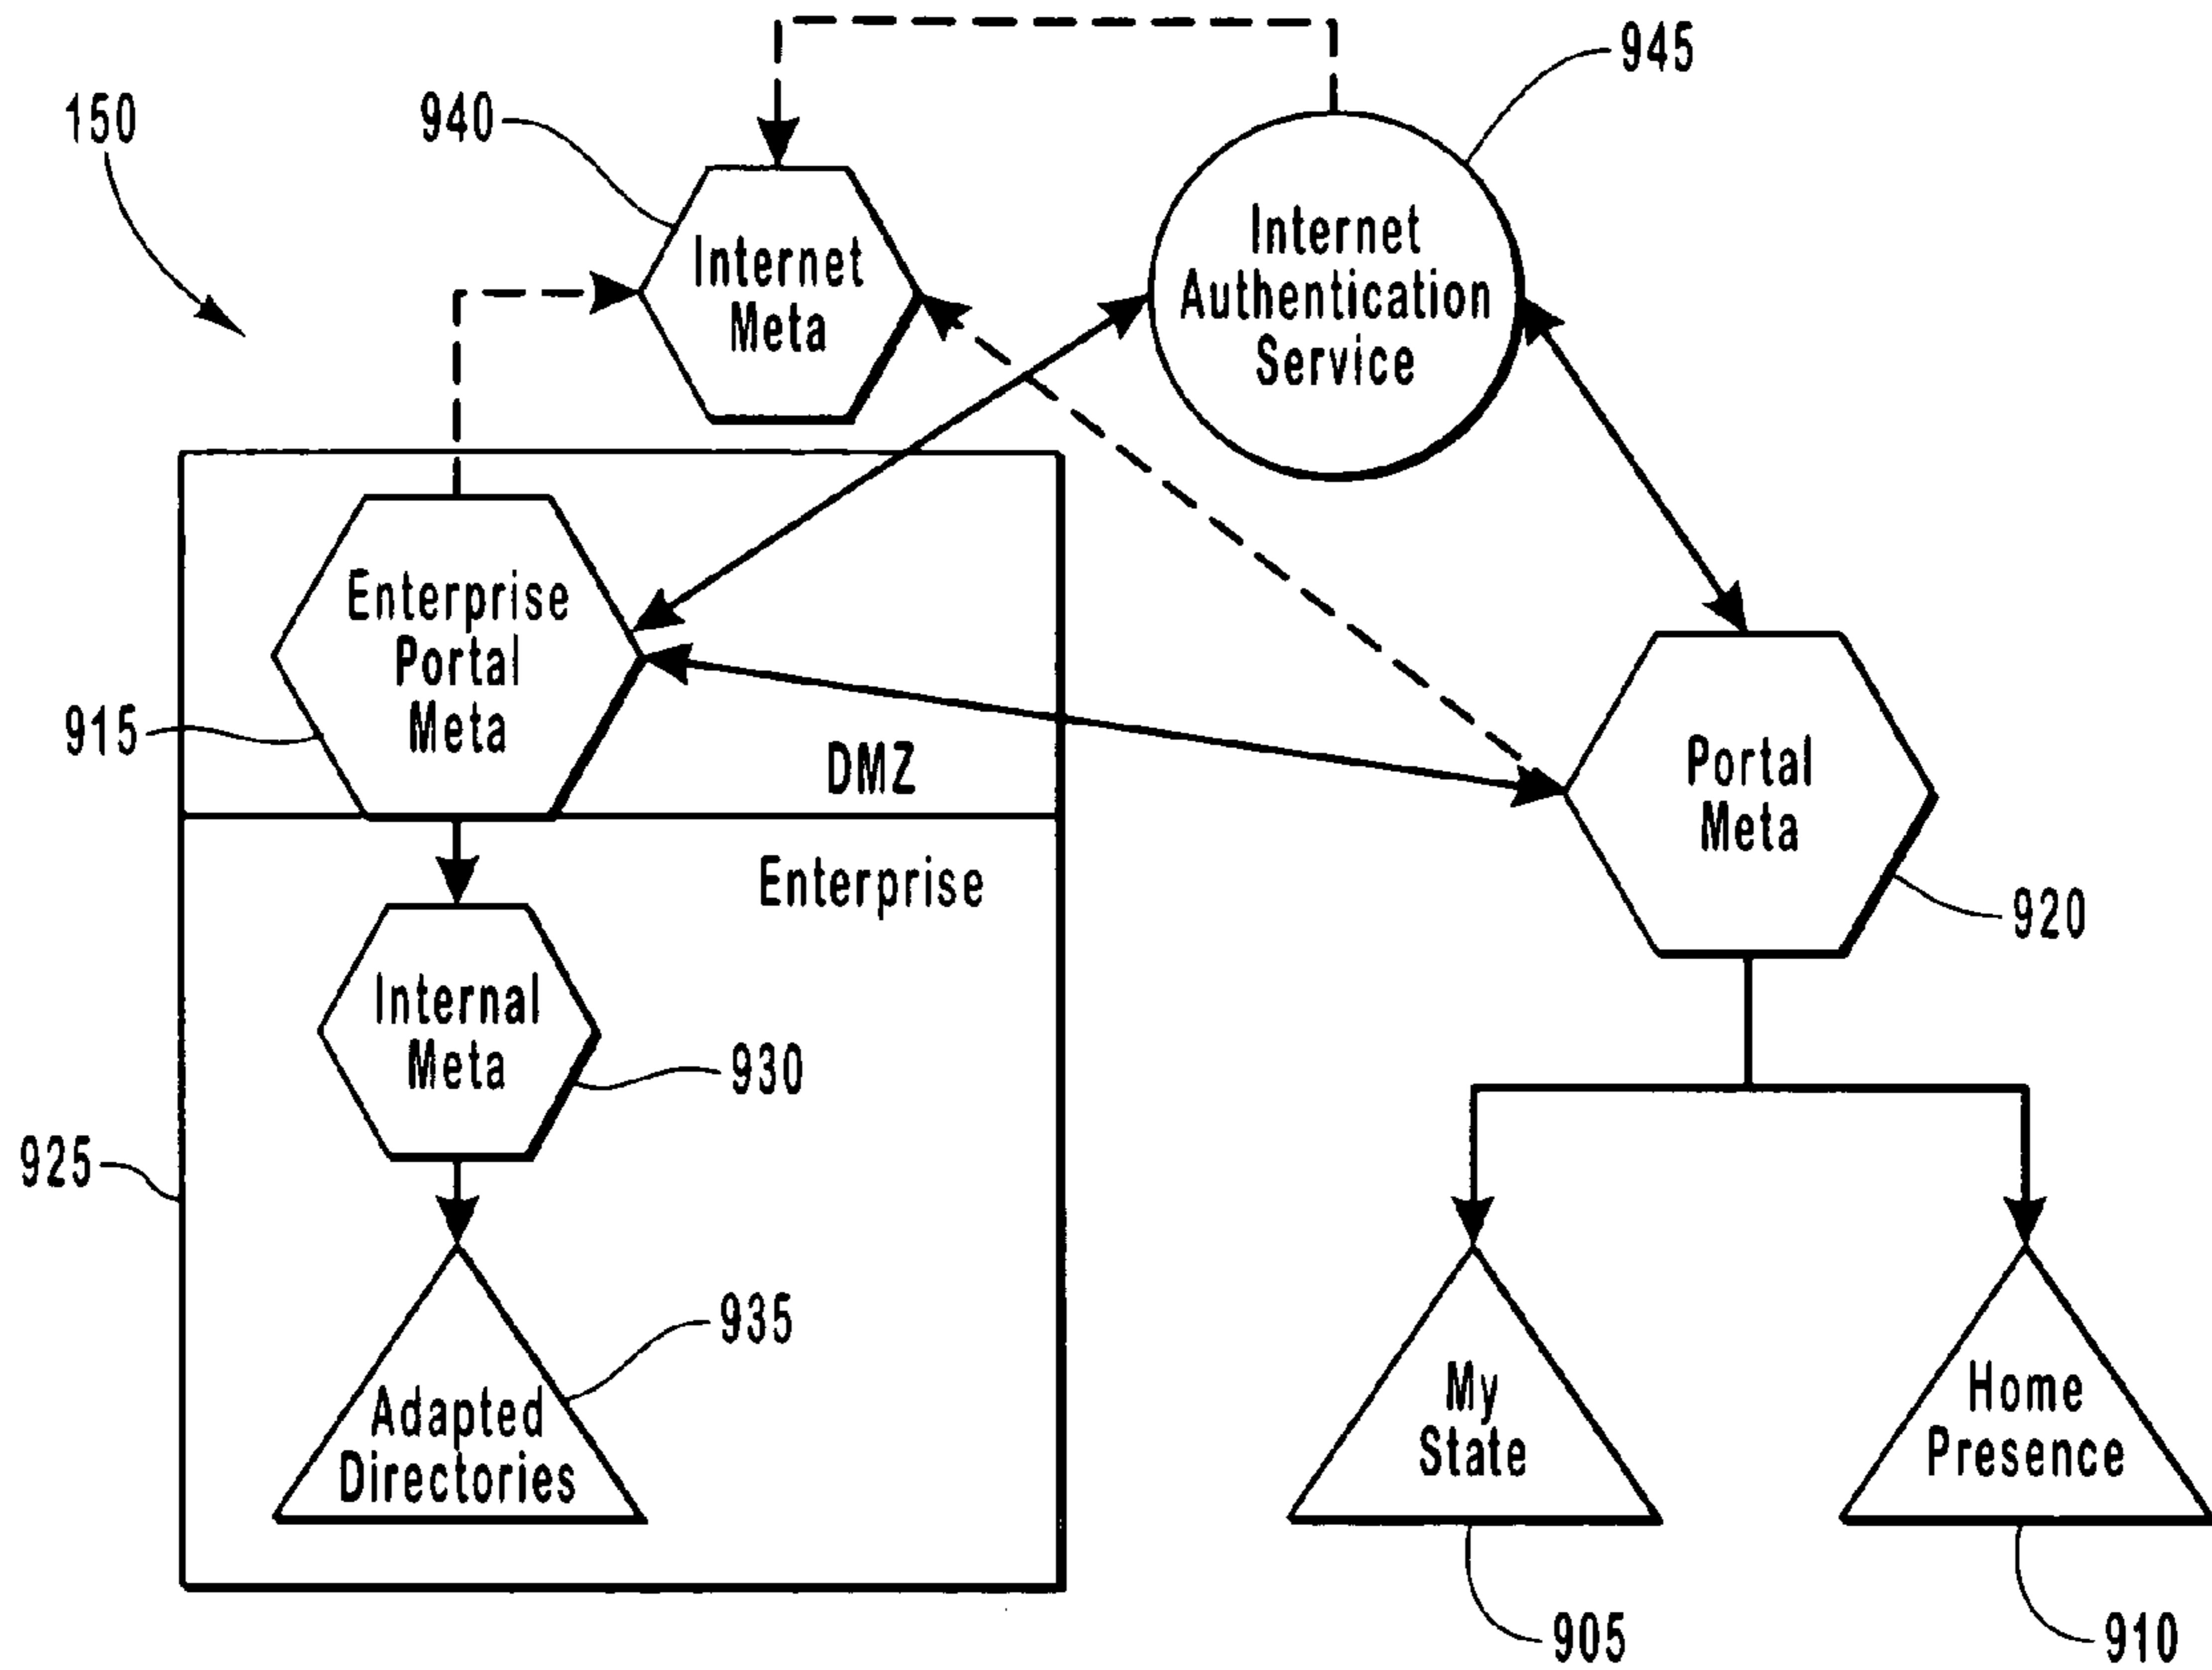 945
940
150
Internet
Authentication
Service
Internet
Meta
Enterprise
Portal
Meta
915
DMZ
Portal
Meta
Enterprise
920
Internal
Meta
930
925
935
Adapted
Directories
My
State
Home
Presence
905
910